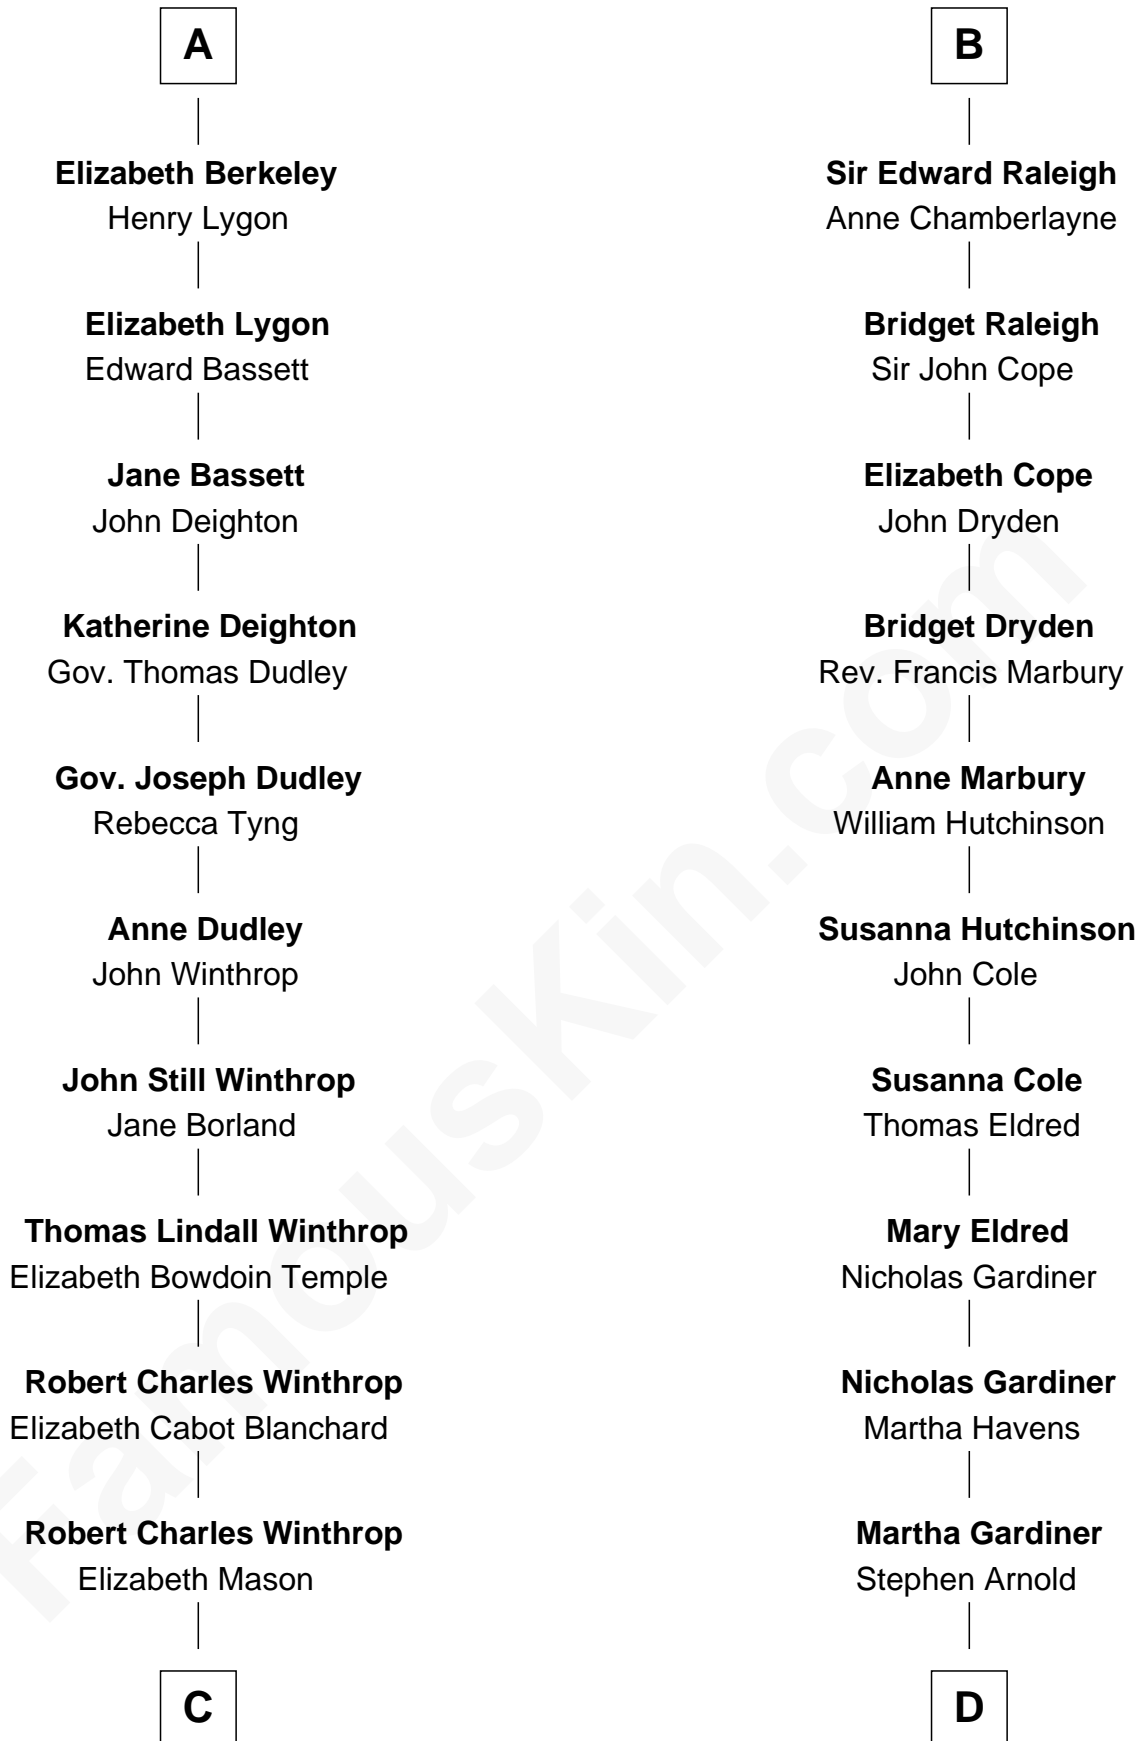 A
Elizabeth Berkeley
Henry Lygon
Elizabeth Lygon
Edward Bassett
Jane Bassett
John Deighton
Katherine Deighton
Gov. Thomas Dudley
Gov. Joseph Dudley
Rebecca Tyng
Anne Dudley
John Winthrop
John Still Winthrop
Jane Borland
Thomas Lindall Winthrop
Elizabeth Bowdoin Temple
Robert Charles Winthrop
Elizabeth Cabot Blanchard
Robert Charles Winthrop
Elizabeth Mason
C
B
Sir Edward Raleigh
Anne Chamberlayne
Bridget Raleigh
Sir John Cope
Elizabeth Cope
John Dryden
Bridget Dryden
Rev. Francis Marbury
Anne Marbury
William Hutchinson
Susanna Hutchinson
John Cole
Susanna Cole
Thomas Eldred
Mary Eldred
Nicholas Gardiner
Nicholas Gardiner
Martha Havens
Martha Gardiner
Stephen Arnold
D
FamousKin.com